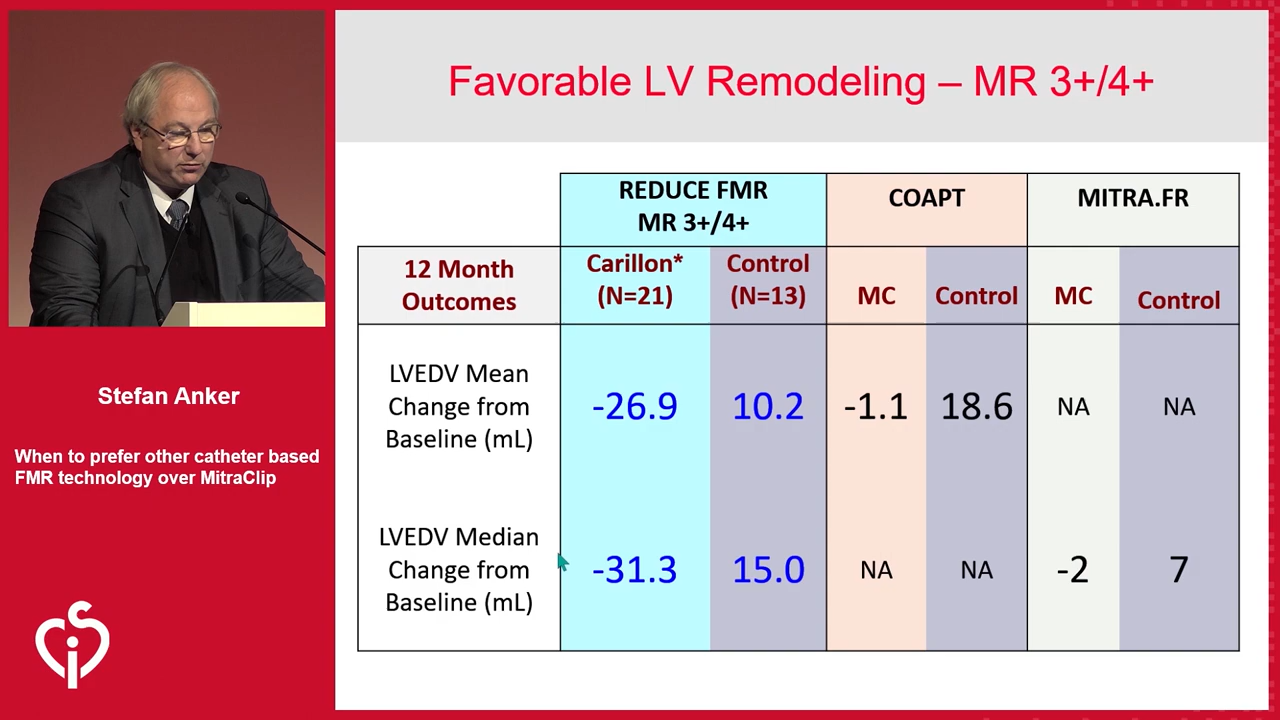 Favorable LV Remodeling – MR 3+/4+
REDUCE FMR
MR 3+/4+
COAPT
MITRA.FR
12 Month
Outcomes
Carillon*
(N=21)
Control
(N=13)
MC
Control
MC
Control
LVEDV Mean
Change from
Baseline (mL)
-26.9
10.2
-1.1
18.6
NA
NA
LVEDV Median
Change from
Baseline (mL)
-31.3
15.0
NA
NA
-2
7
Stefan Anker
When to prefer other catheter based
FMR technology over MitraClip
CSi